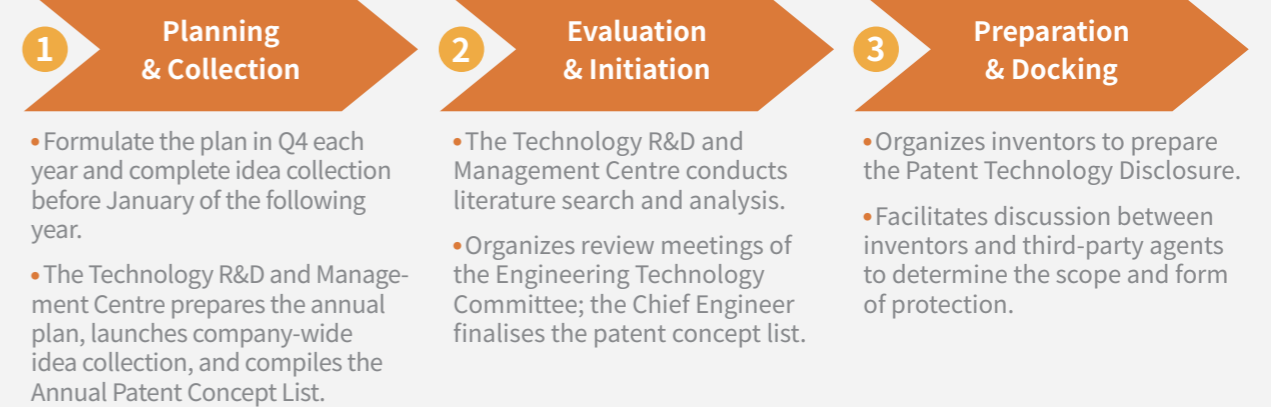 1
Planning
& Collection
•Formulate the plan in Q4 each
year and complete idea collection
before January of the following
year.
•The Technology R&D and Manage-
ment Centre prepares the annual
plan, launches company-wide
idea collection, and compiles the
Annual Patent Concept List.
2
Evaluation
& Initiation
•The Technology R&D and
Management Centre conducts
literature search and analysis.
•Organizes review meetings of
the Engineering Technology
Committee; the Chief Engineer
finalises the patent concept list.
3
Preparation
& Docking
•Organizes inventors to prepare
the Patent Technology Disclosure.
•Facilitates discussion between
inventors and third-party agents
to determine the scope and form
of protection.